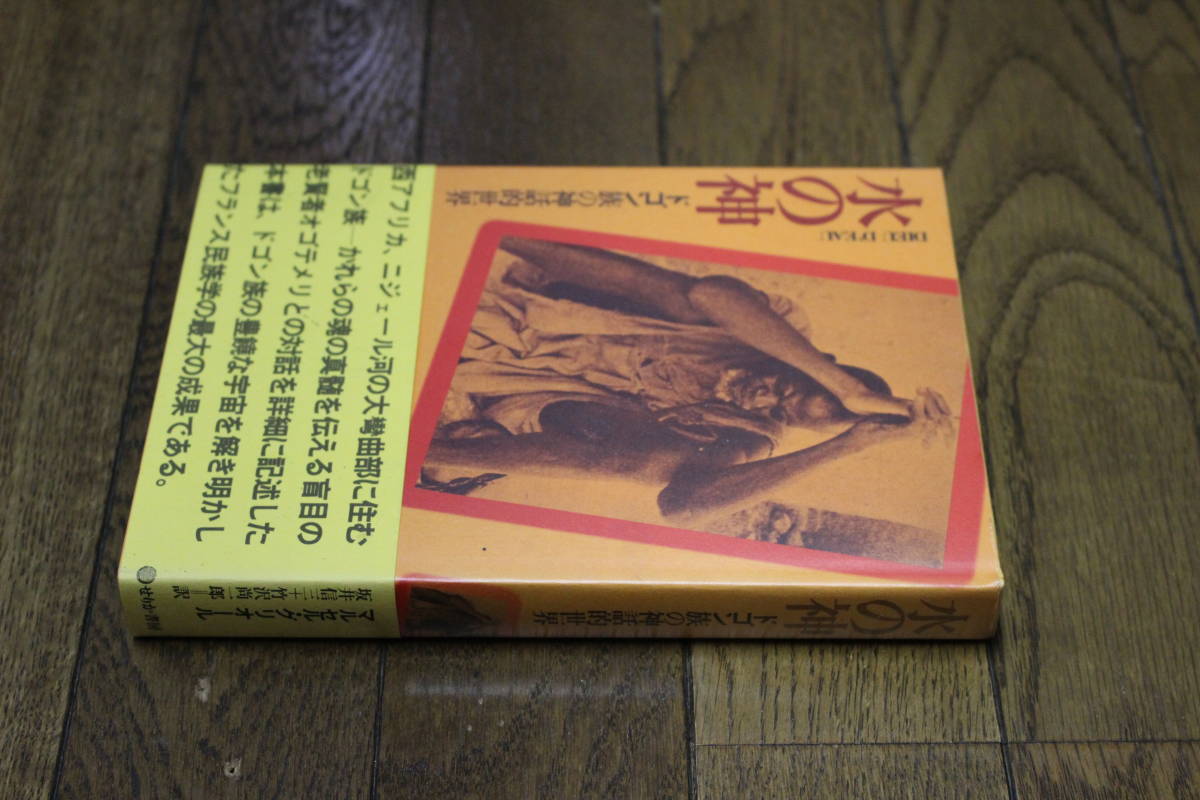 水の神
DIEU D'EAU
ドゴン族の神話的世界
西アフリカ、ニジェール河の大彎曲部に住む
ドゴン族─かれらの魂の真髄を伝える盲目の
老賢者オゴテメリとの対話を詳細に記述した
本書は、ドゴン族の豊饒な宇宙を解き明かし
たフランス民族学の最大の成果である。
水の神
ドゴン族の神話的世界
マルセル・グリオール
坂井信三＋竹沢尚一郎＝訳
せりか書房